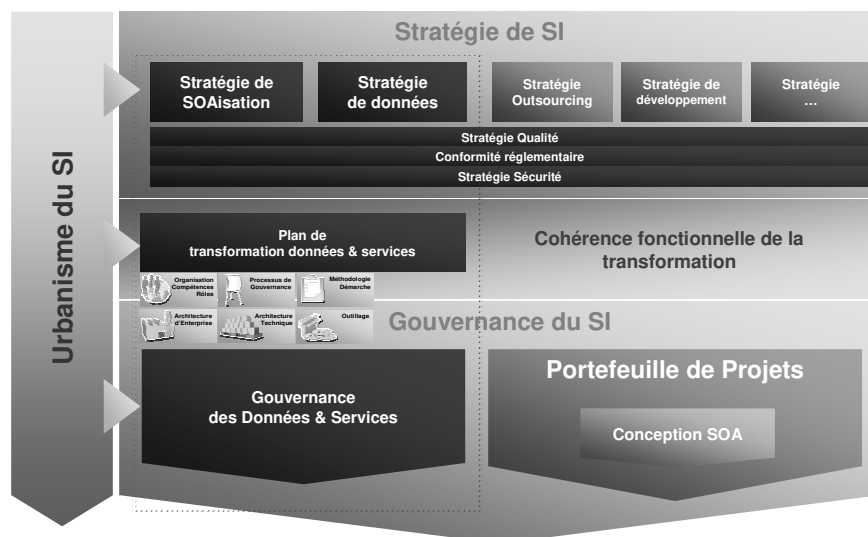 Urbanisme du SI
Stratégie de SI
Stratégie de
SOAisation
Stratégie
de données
Stratégie
Outsourcing
Stratégie de
développement
Stratégie
…
Stratégie Qualité
Conformité réglementaire
Stratégie Sécurité
Plan de
transformation données & services
Cohérence fonctionnelle de la
transformation
Organisation
Compétences
Rôles
Processus de
Gouvernance
Méthodologie
Démarche
Architecture
d'Enterprise
Architecture
Technique
Outillage
Gouvernance du SI
Gouvernance
des Données & Services
Portefeuille de Projets
Conception SOA